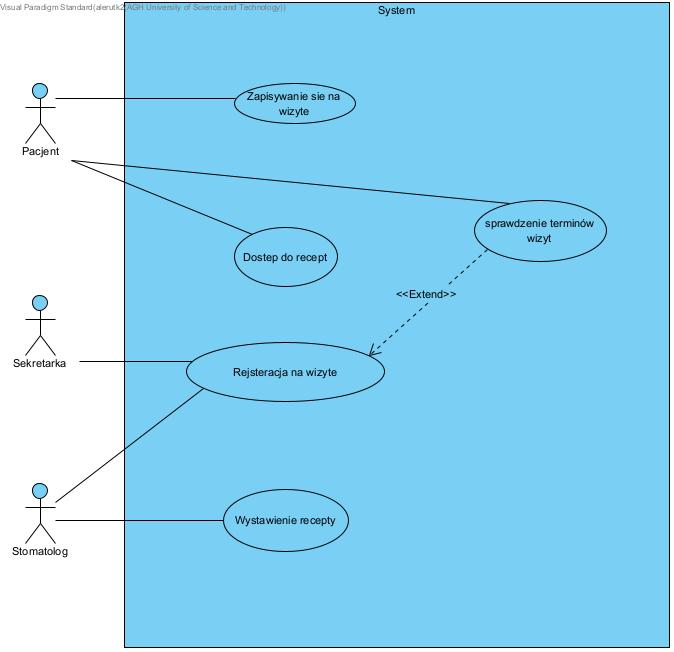 Visual Paradigm Standard(alerutk2(AGH University of Science and Technology))
System
Zapisywanie sie na
wizyte
Pacjent
sprawdzenie terminów
wizyt
Dostep do recept
<<Extend>>
Sekretarka
Rejsteracja na wizyte
Wystawienie recepty
Stomatolog